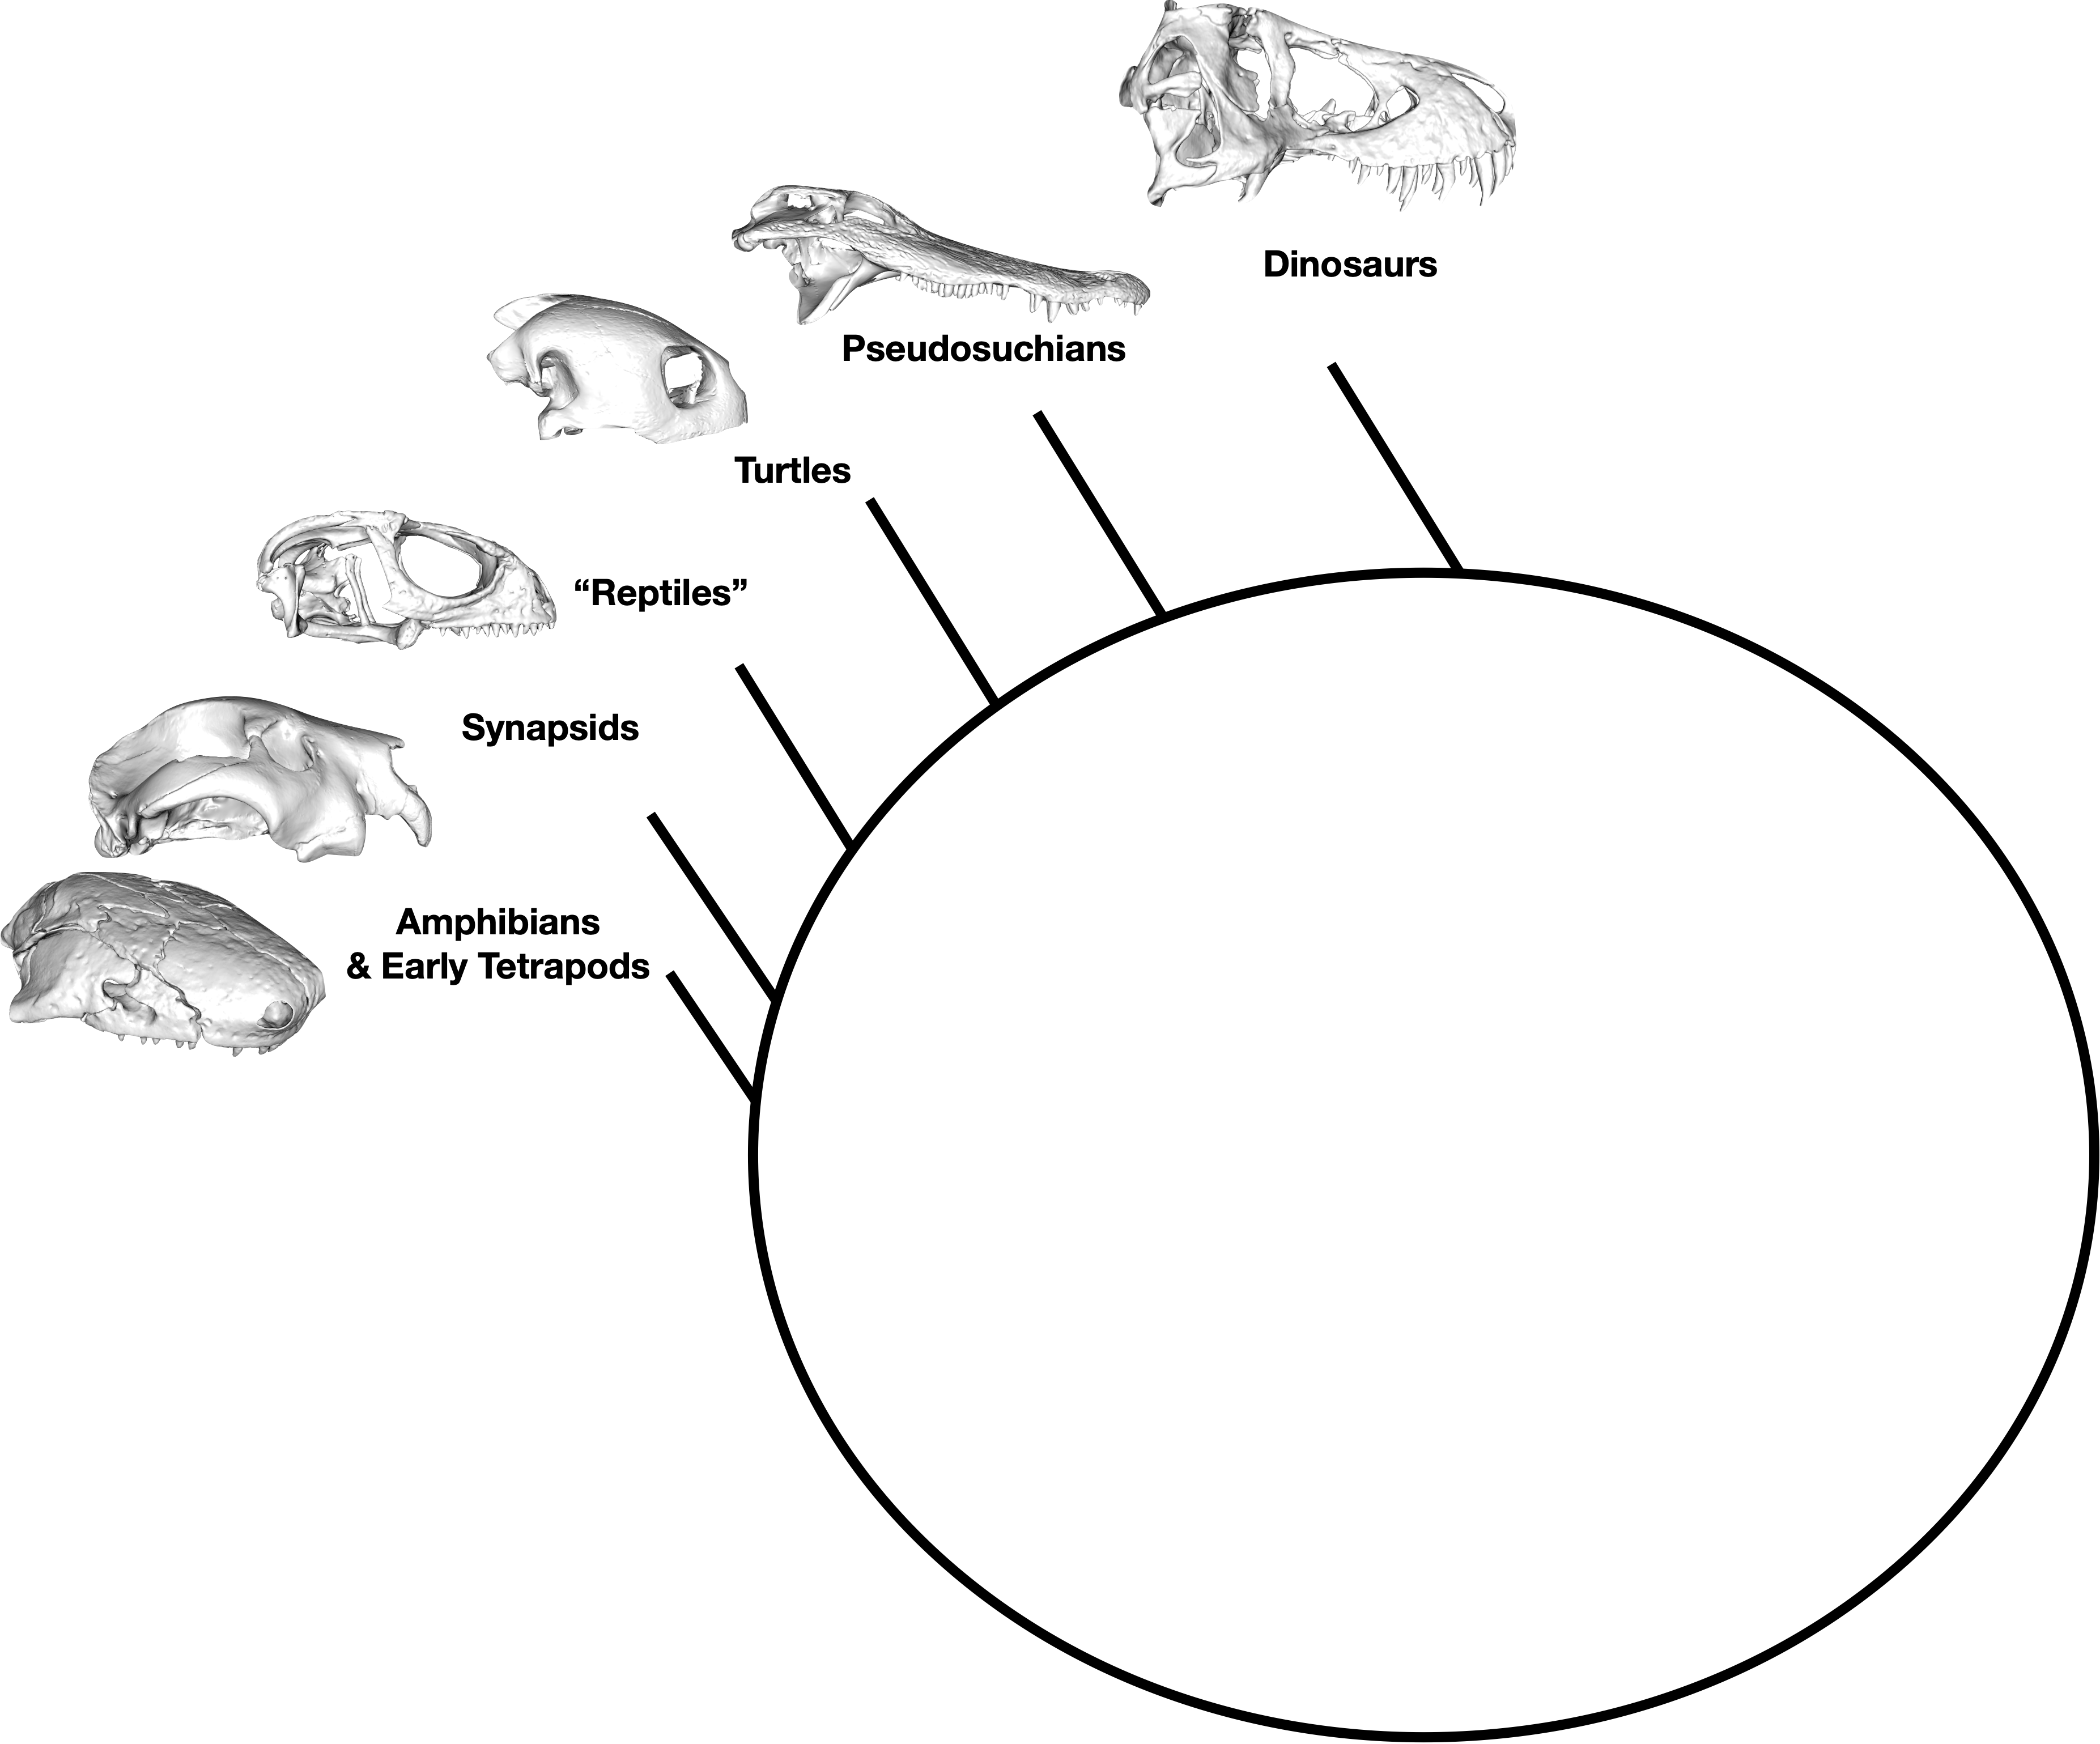 Dinosaurs
Pseudosuchians
Turtles
“Reptiles”
Synapsids
Amphibians
& Early Tetrapods